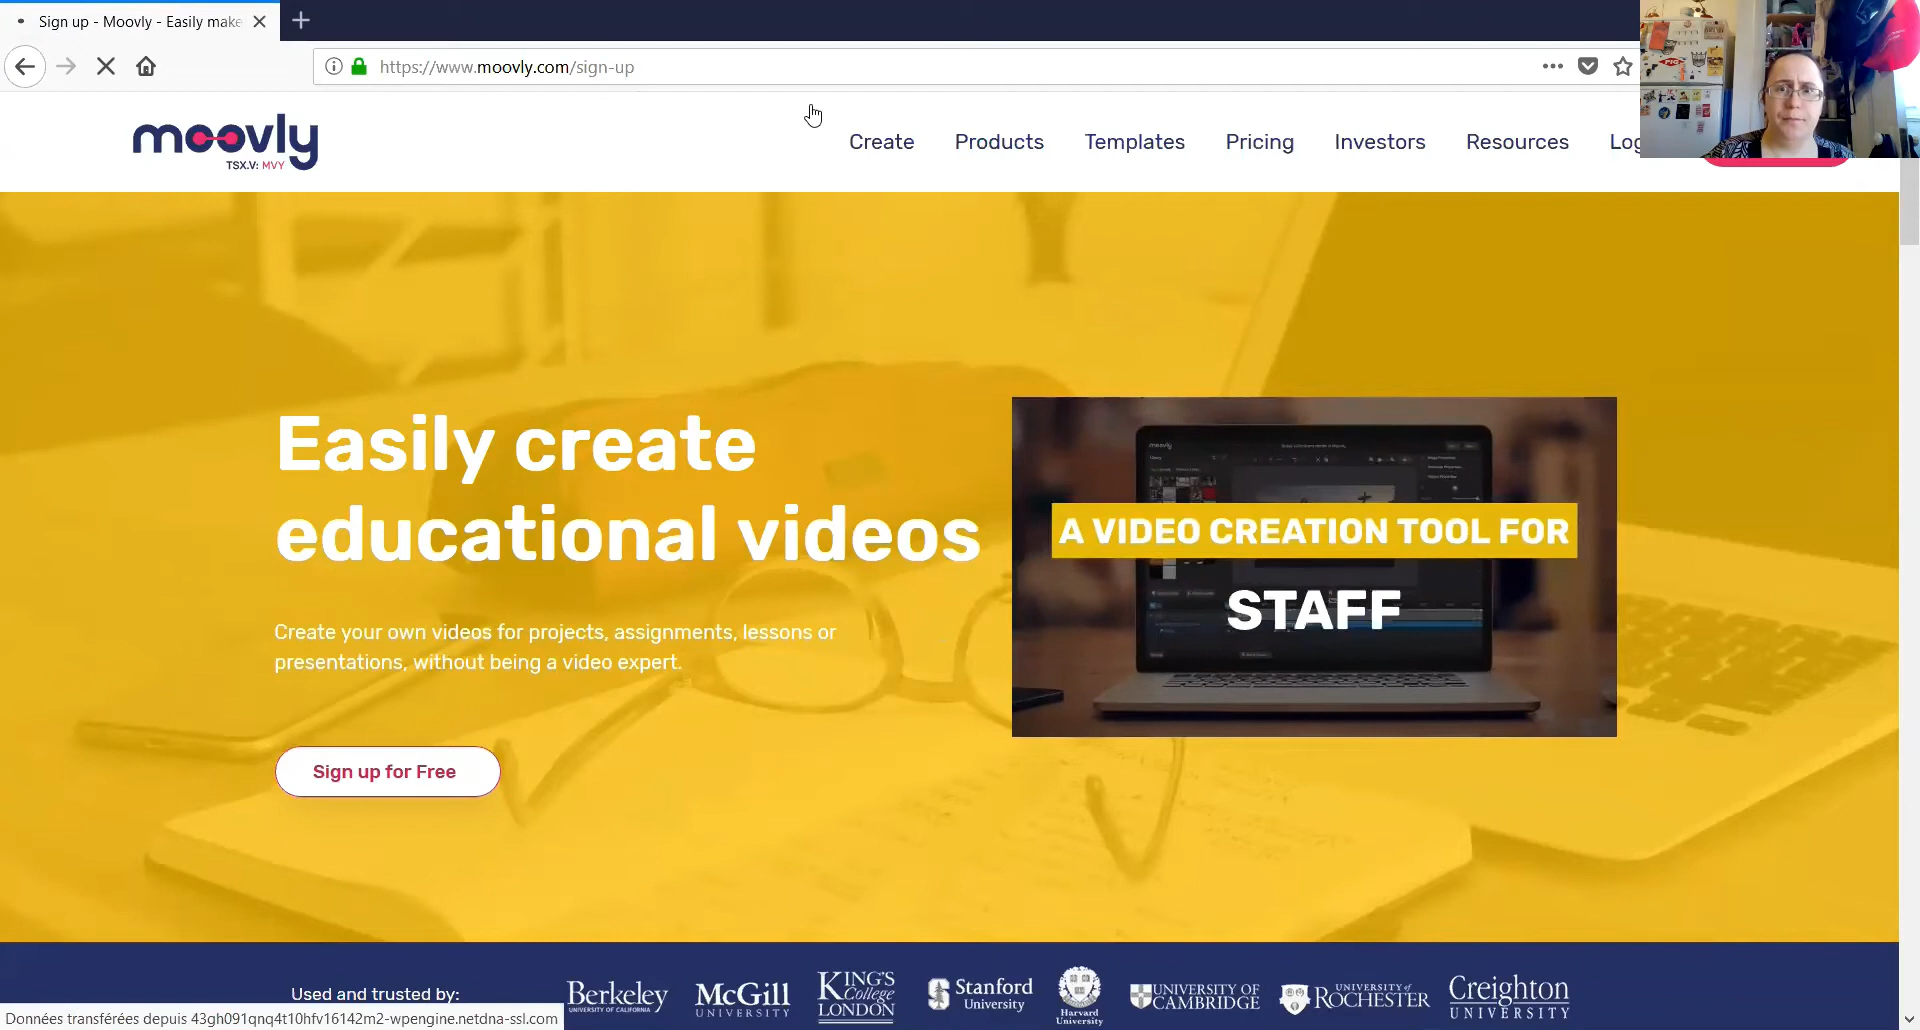 Sign up - Moovly - Easily make
https://www.moovly.com/sign-up
moovly
TSX.V: MVY
Create Products Templates Pricing Investors Resources Log
Easily create
educational videos
Create your own videos for projects, assignments, lessons or
presentations, without being a video expert.
Sign up for Free
A VIDEO CREATION TOOL FOR
STAFF
Used and trusted by:
Berkeley
UNIVERSITY OF CALIFORNIA
McGill
UNIVERSITY
KING'S
College
LONDON
Stanford
University
Harvard
University
UNIVERSITY OF
CAMBRIDGE
UNIVERSITY of
ROCHESTER
Creighton
UNIVERSITY
Données transférées depuis 43gh091qnq4t10hfv16142m2-wpengine.netdna-ssl.com